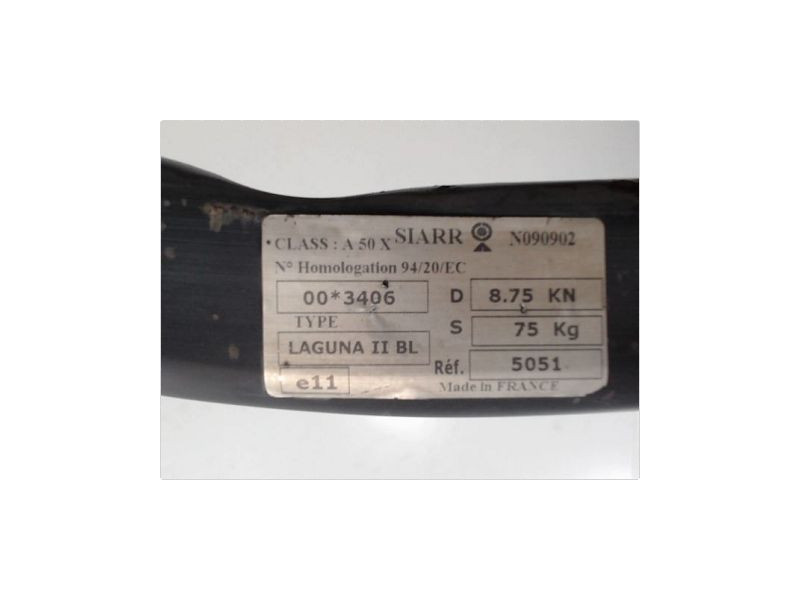 CLASS : A 50 X SIARR N090902
N° Homologation 94/20/EC
00*3406 D 8.75 KN
TYPE S 75 Kg
LAGUNA II BL Réf. 5051
e11 Made in FRANCE